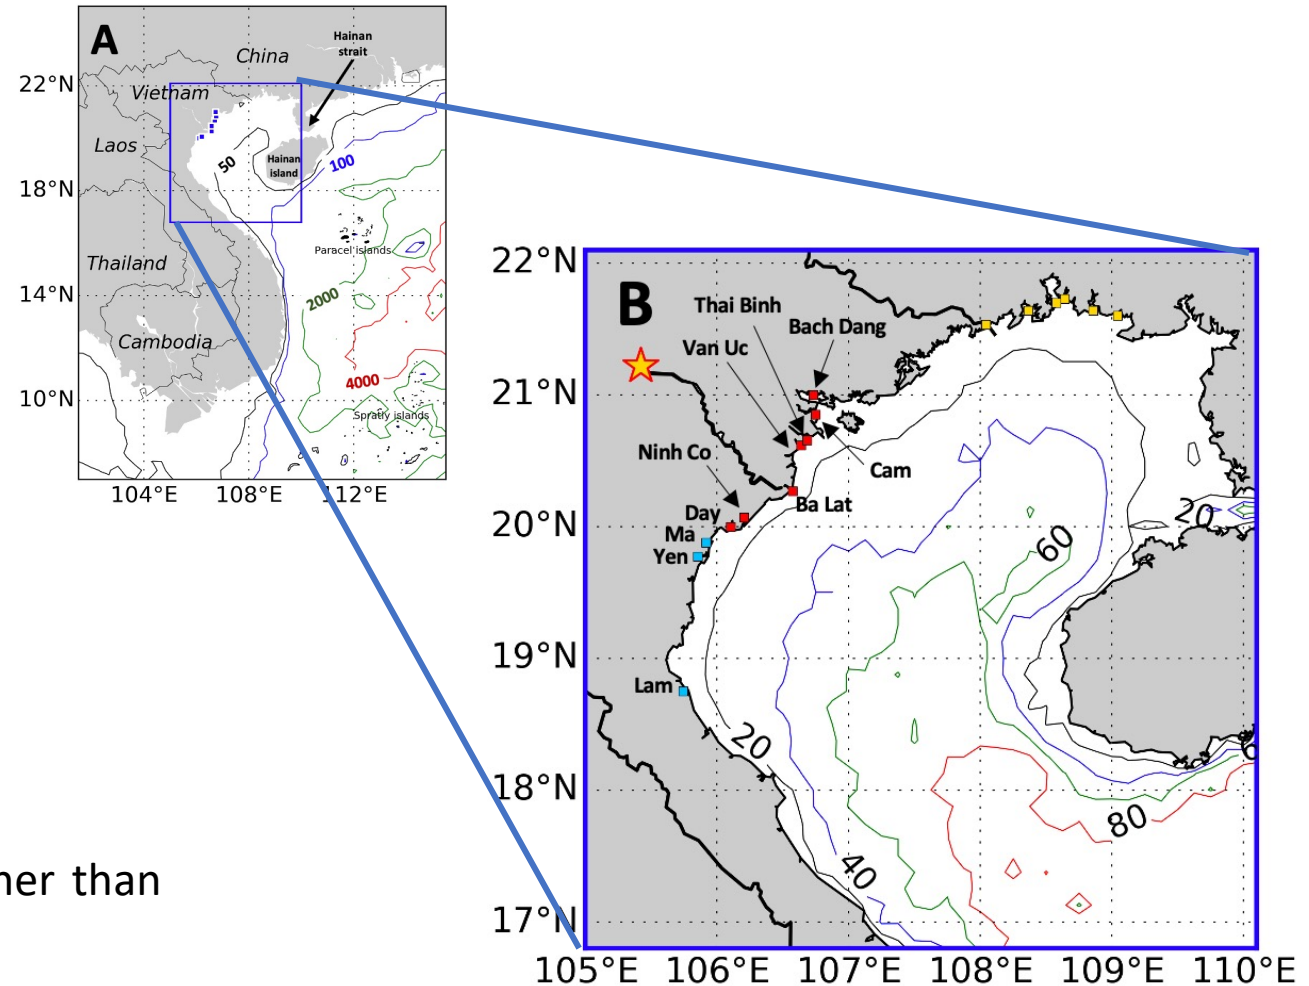 A
China
Hainan
strait
22°N
Vietnam
Laos
50
Hainan
island
100
18°N
Paracel islands
Thailand
2000
14°N
Cambodia
4000
10°N
Spratly islands
104°E
108°E
112°E
B
22°N
Thai Binh
Bach Dang
Van Uc
21°N
Ninh Co
Cam
Ba Lat
Day
20
20°N
Ma
60
Yen
19°N
Lam
20
6
18°N
80
40
17°N
105°E
106°E
107°E
108°E
109°E
110°E
her than